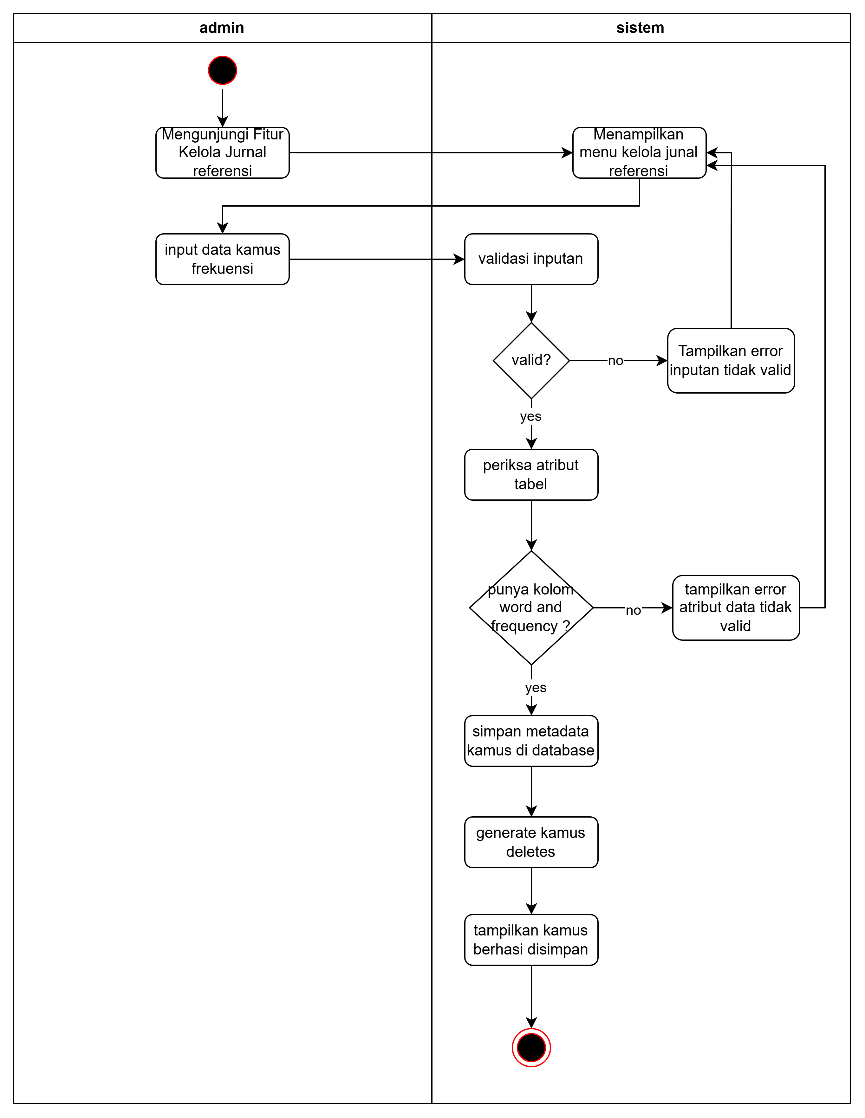 admin
sistem
Mengunjungi Fitur
Kelola Jurnal
referensi
Menampilkan
menu kelola junal
referensi
input data kamus
frekuensi
validasi inputan
valid?
no
Tampilkan error
inputan tidak valid
yes
periksa atribut
tabel
punya kolom
word and
frequency ?
no
tampilkan error
atribut data tidak
valid
yes
simpan metadata
kamus di database
generate kamus
deletes
tampilkan kamus
berhasi disimpan